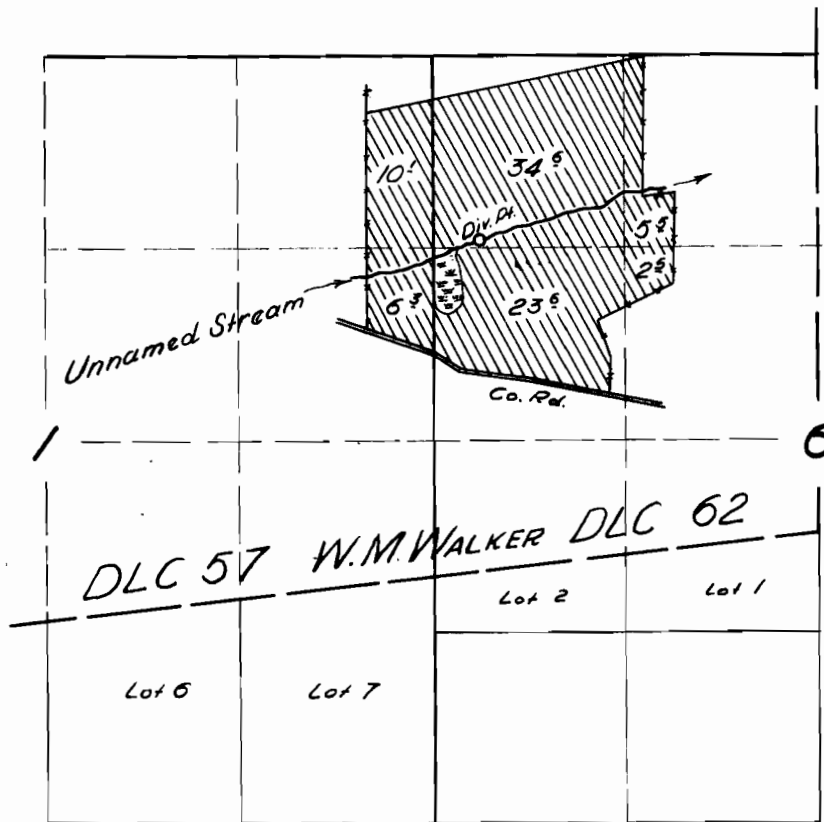 10.1
34.6
Div. Pt.
5.5
2.5
6.3
23.6
Unnamed Stream
Co. Rd.
1
6
DLC 57 W.M. WALKER DLC 62
Lot 2
Lot 1
Lot 6
Lot 7